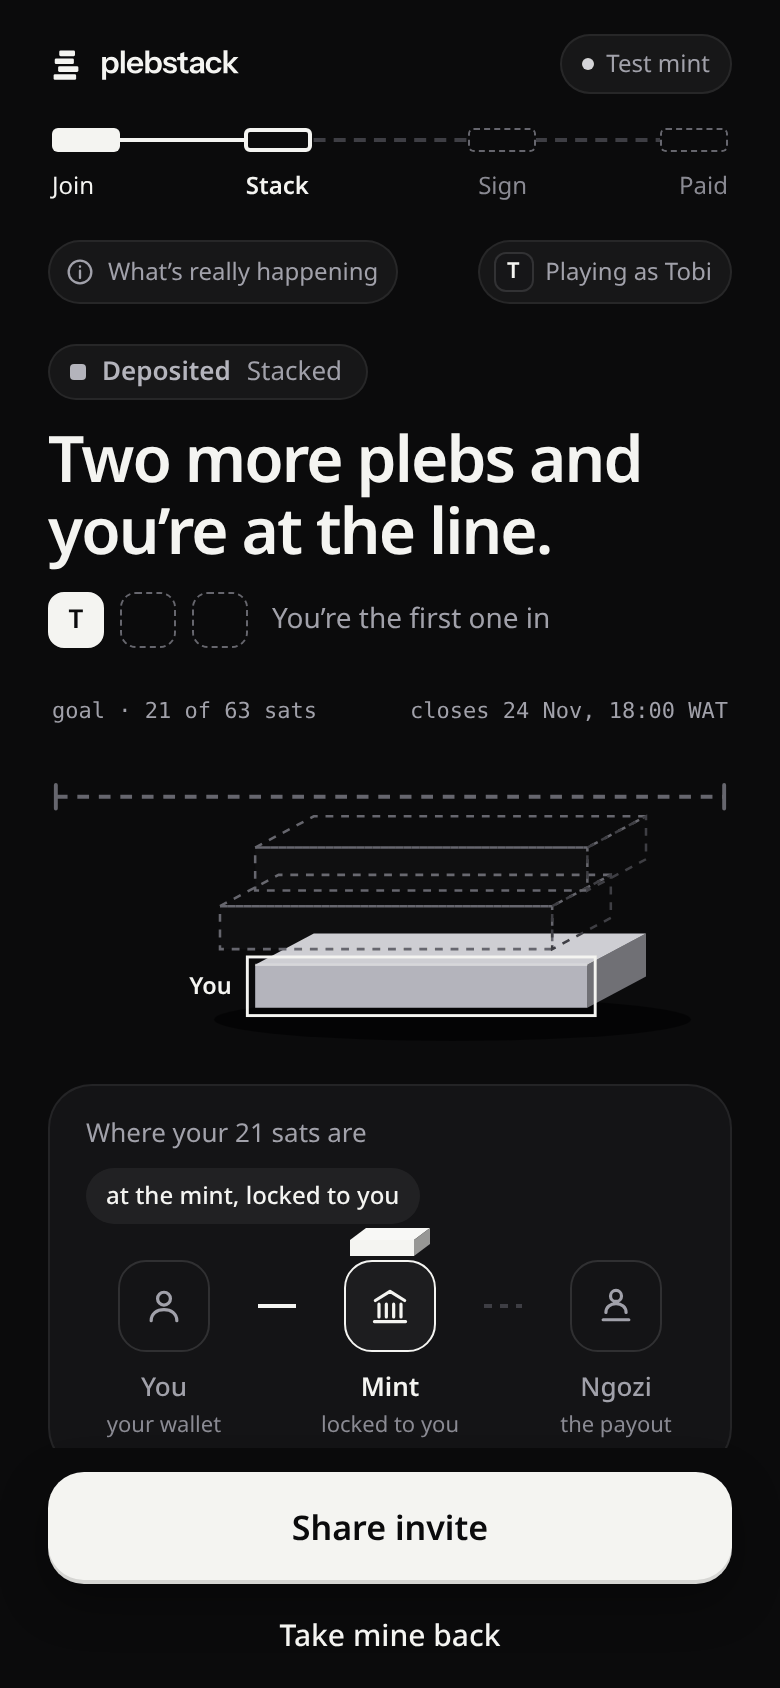 plebstack
Test mint
Join
Stack
Sign
Paid
What’s really happening
T
Playing as Tobi
Deposited Stacked
Two more plebs and
you’re at the line.
T
You’re the first one in
goal · 21 of 63 sats
closes 24 Nov, 18:00 WAT
You
Where your 21 sats are
at the mint, locked to you
You
Mint
Ngozi
your wallet
locked to you
the payout
Share invite
Take mine back